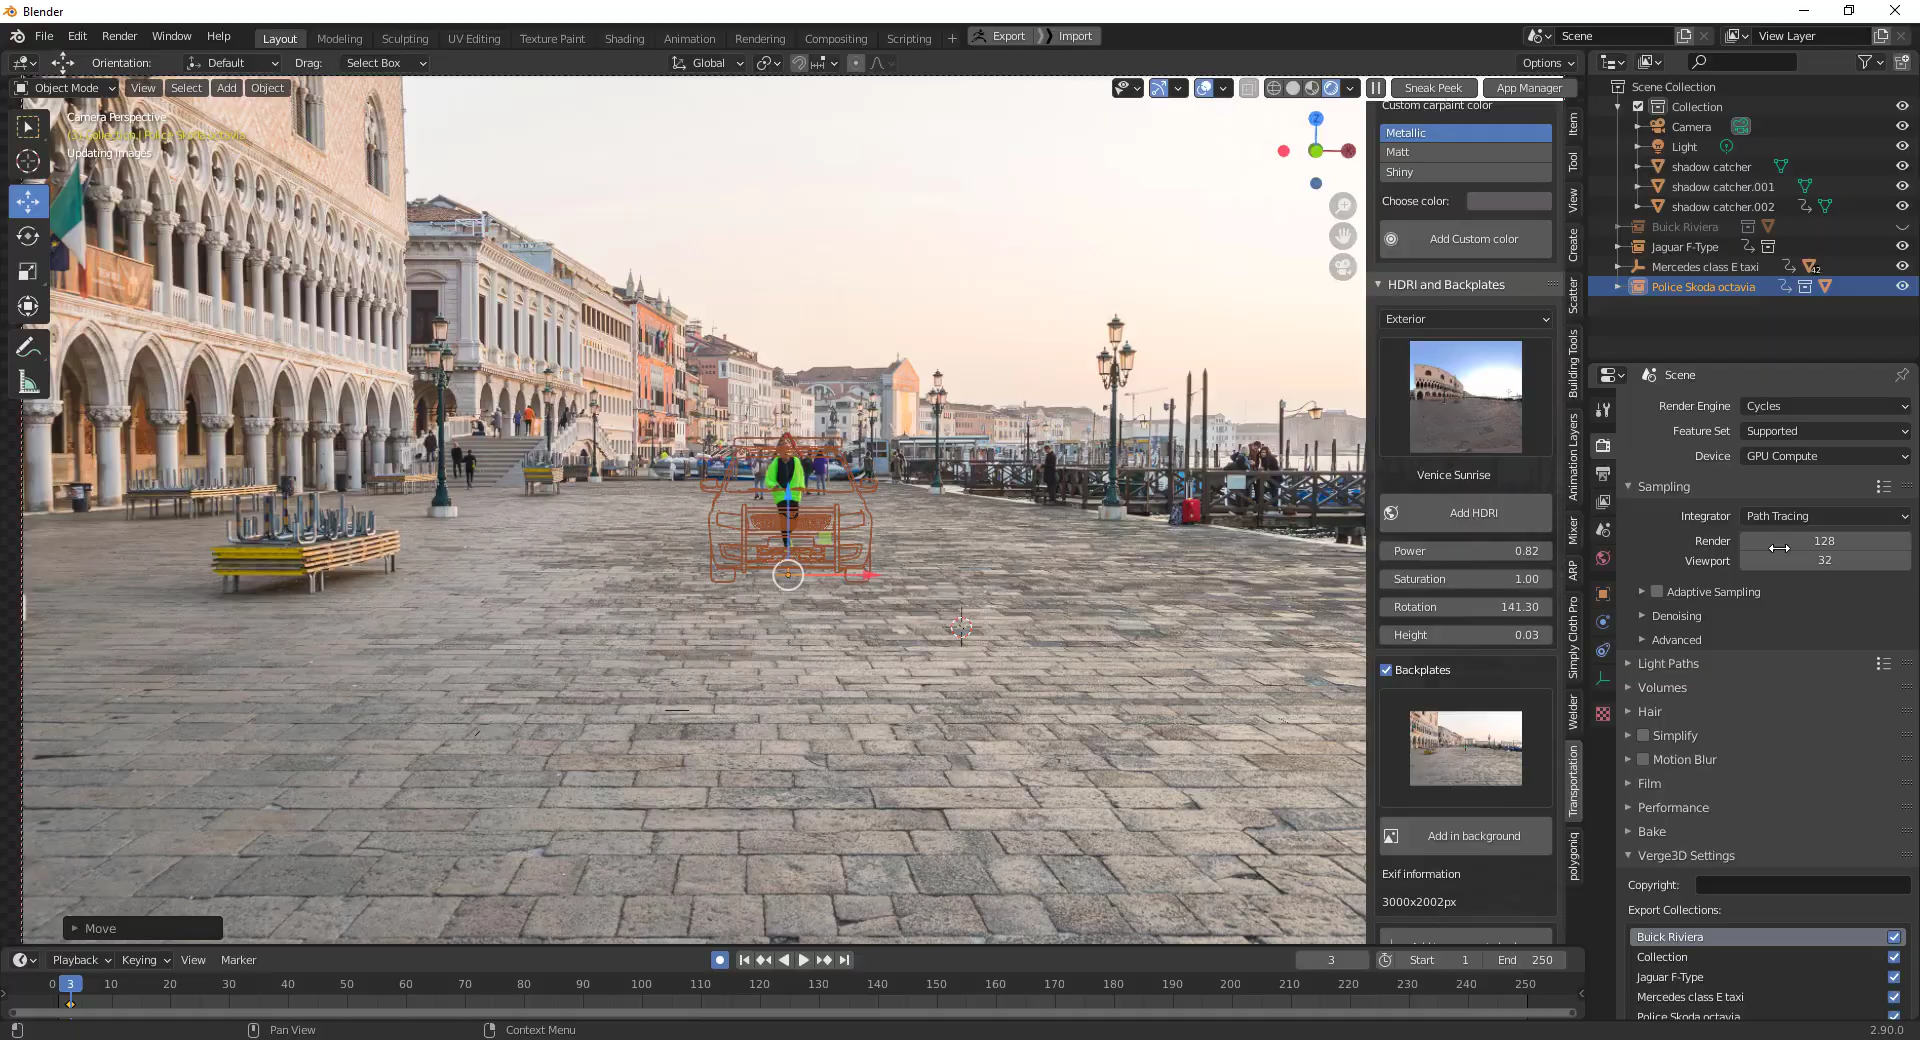 Blender
File Edit Render Window Help
Layout Modeling Sculpting UV Editing Texture Paint Shading Animation Rendering Compositing Scripting + Export Import
Scene View Layer
Orientation: Default Drag: Select Box Global Options
Object Mode View Select Add Object Sneak Peek App Manager
Camera Perspective
(3) Collection | Police Skoda octavia
Updating Images
Custom carpaint color
Metallic
Matt
Shiny
Choose color:
Add Custom color
HDRI and Backplates
Exterior
Venice Sunrise
Add HDRI
Power 0.82
Saturation 1.00
Rotation 141.30
Height 0.03
Backplates
Add in background
Exif information
3000x2002px
Item
Tool
View
Create
Scatter
Building Tools
Animation Layers
Mixer
ARP
Simply Cloth Pro
Welder
Transportation
polygoniq
Scene Collection
Collection
Camera
Light
shadow catcher
shadow catcher.001
shadow catcher.002
Buick Riviera
Jaguar F-Type
Mercedes class E taxi 42
Police Skoda octavia
Scene
Render Engine Cycles
Feature Set Supported
Device GPU Compute
Sampling
Integrator Path Tracing
Render 128
Viewport 32
Adaptive Sampling
Denoising
Advanced
Light Paths
Volumes
Hair
Simplify
Motion Blur
Film
Performance
Bake
Verge3D Settings
Copyright:
Export Collections:
Buick Riviera
Collection
Jaguar F-Type
Mercedes class E taxi
Police Skoda octavia
Move
Playback Keying View Marker 3 Start 1 End 250
0 3 10 20 30 40 50 60 70 80 90 100 110 120 130 140 150 160 170 180 190 200 210 220 230 240 250
Pan View Context Menu 2.90.0